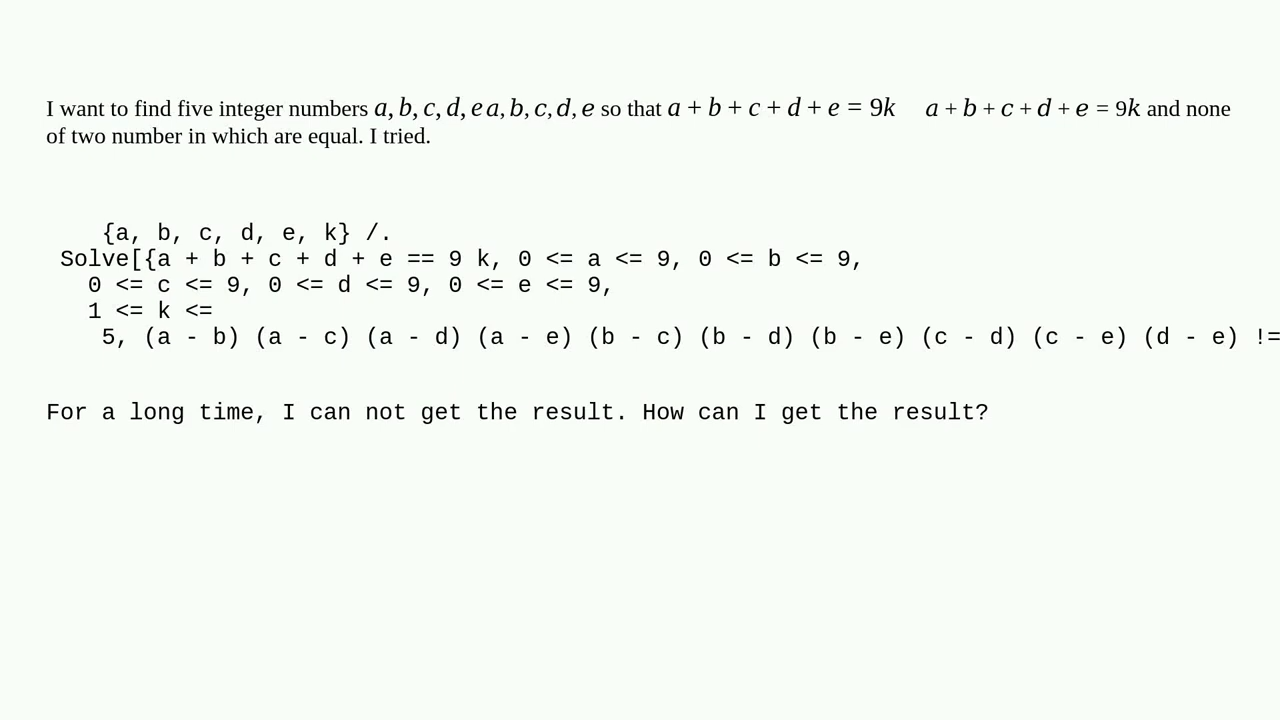 I want to find five integer numbers a, b, c, d, e a, b, c, d, e so that a + b + c + d + e = 9k a + b + c + d + e = 9k and none
of two number in which are equal. I tried.
{a, b, c, d, e, k} /.
Solve[{a + b + c + d + e == 9 k, 0 <= a <= 9, 0 <= b <= 9,
0 <= c <= 9, 0 <= d <= 9, 0 <= e <= 9,
1 <= k <=
5, (a - b) (a - c) (a - d) (a - e) (b - c) (b - d) (b - e) (c - d) (c - e) (d - e) !=
For a long time, I can not get the result. How can I get the result?